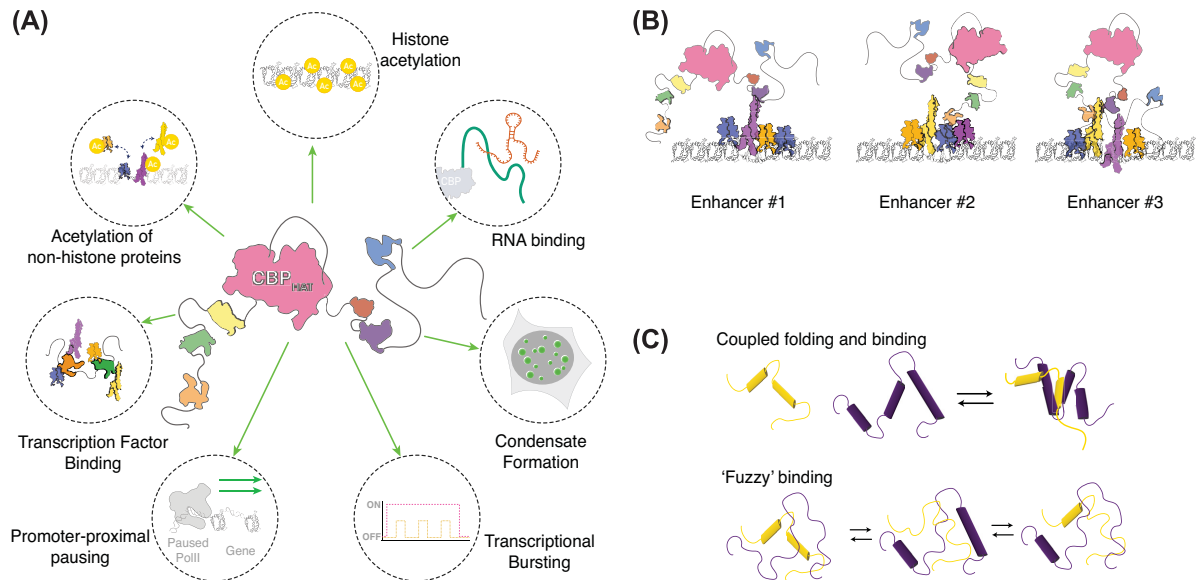 (A)
Histone
acetylation
Ac Ac Ac
Ac Ac
Ac
Ac
Ac
Acetylation of
non-histone proteins
CBP
RNA binding
CBP HAT
Transcription Factor
Binding
Condensate
Formation
Promoter-proximal
pausing
Paused
PolII
Gene
ON
OFF
Transcriptional
Bursting
(B)
Enhancer #1
Enhancer #2
Enhancer #3
(C)
Coupled folding and binding
‘Fuzzy’ binding